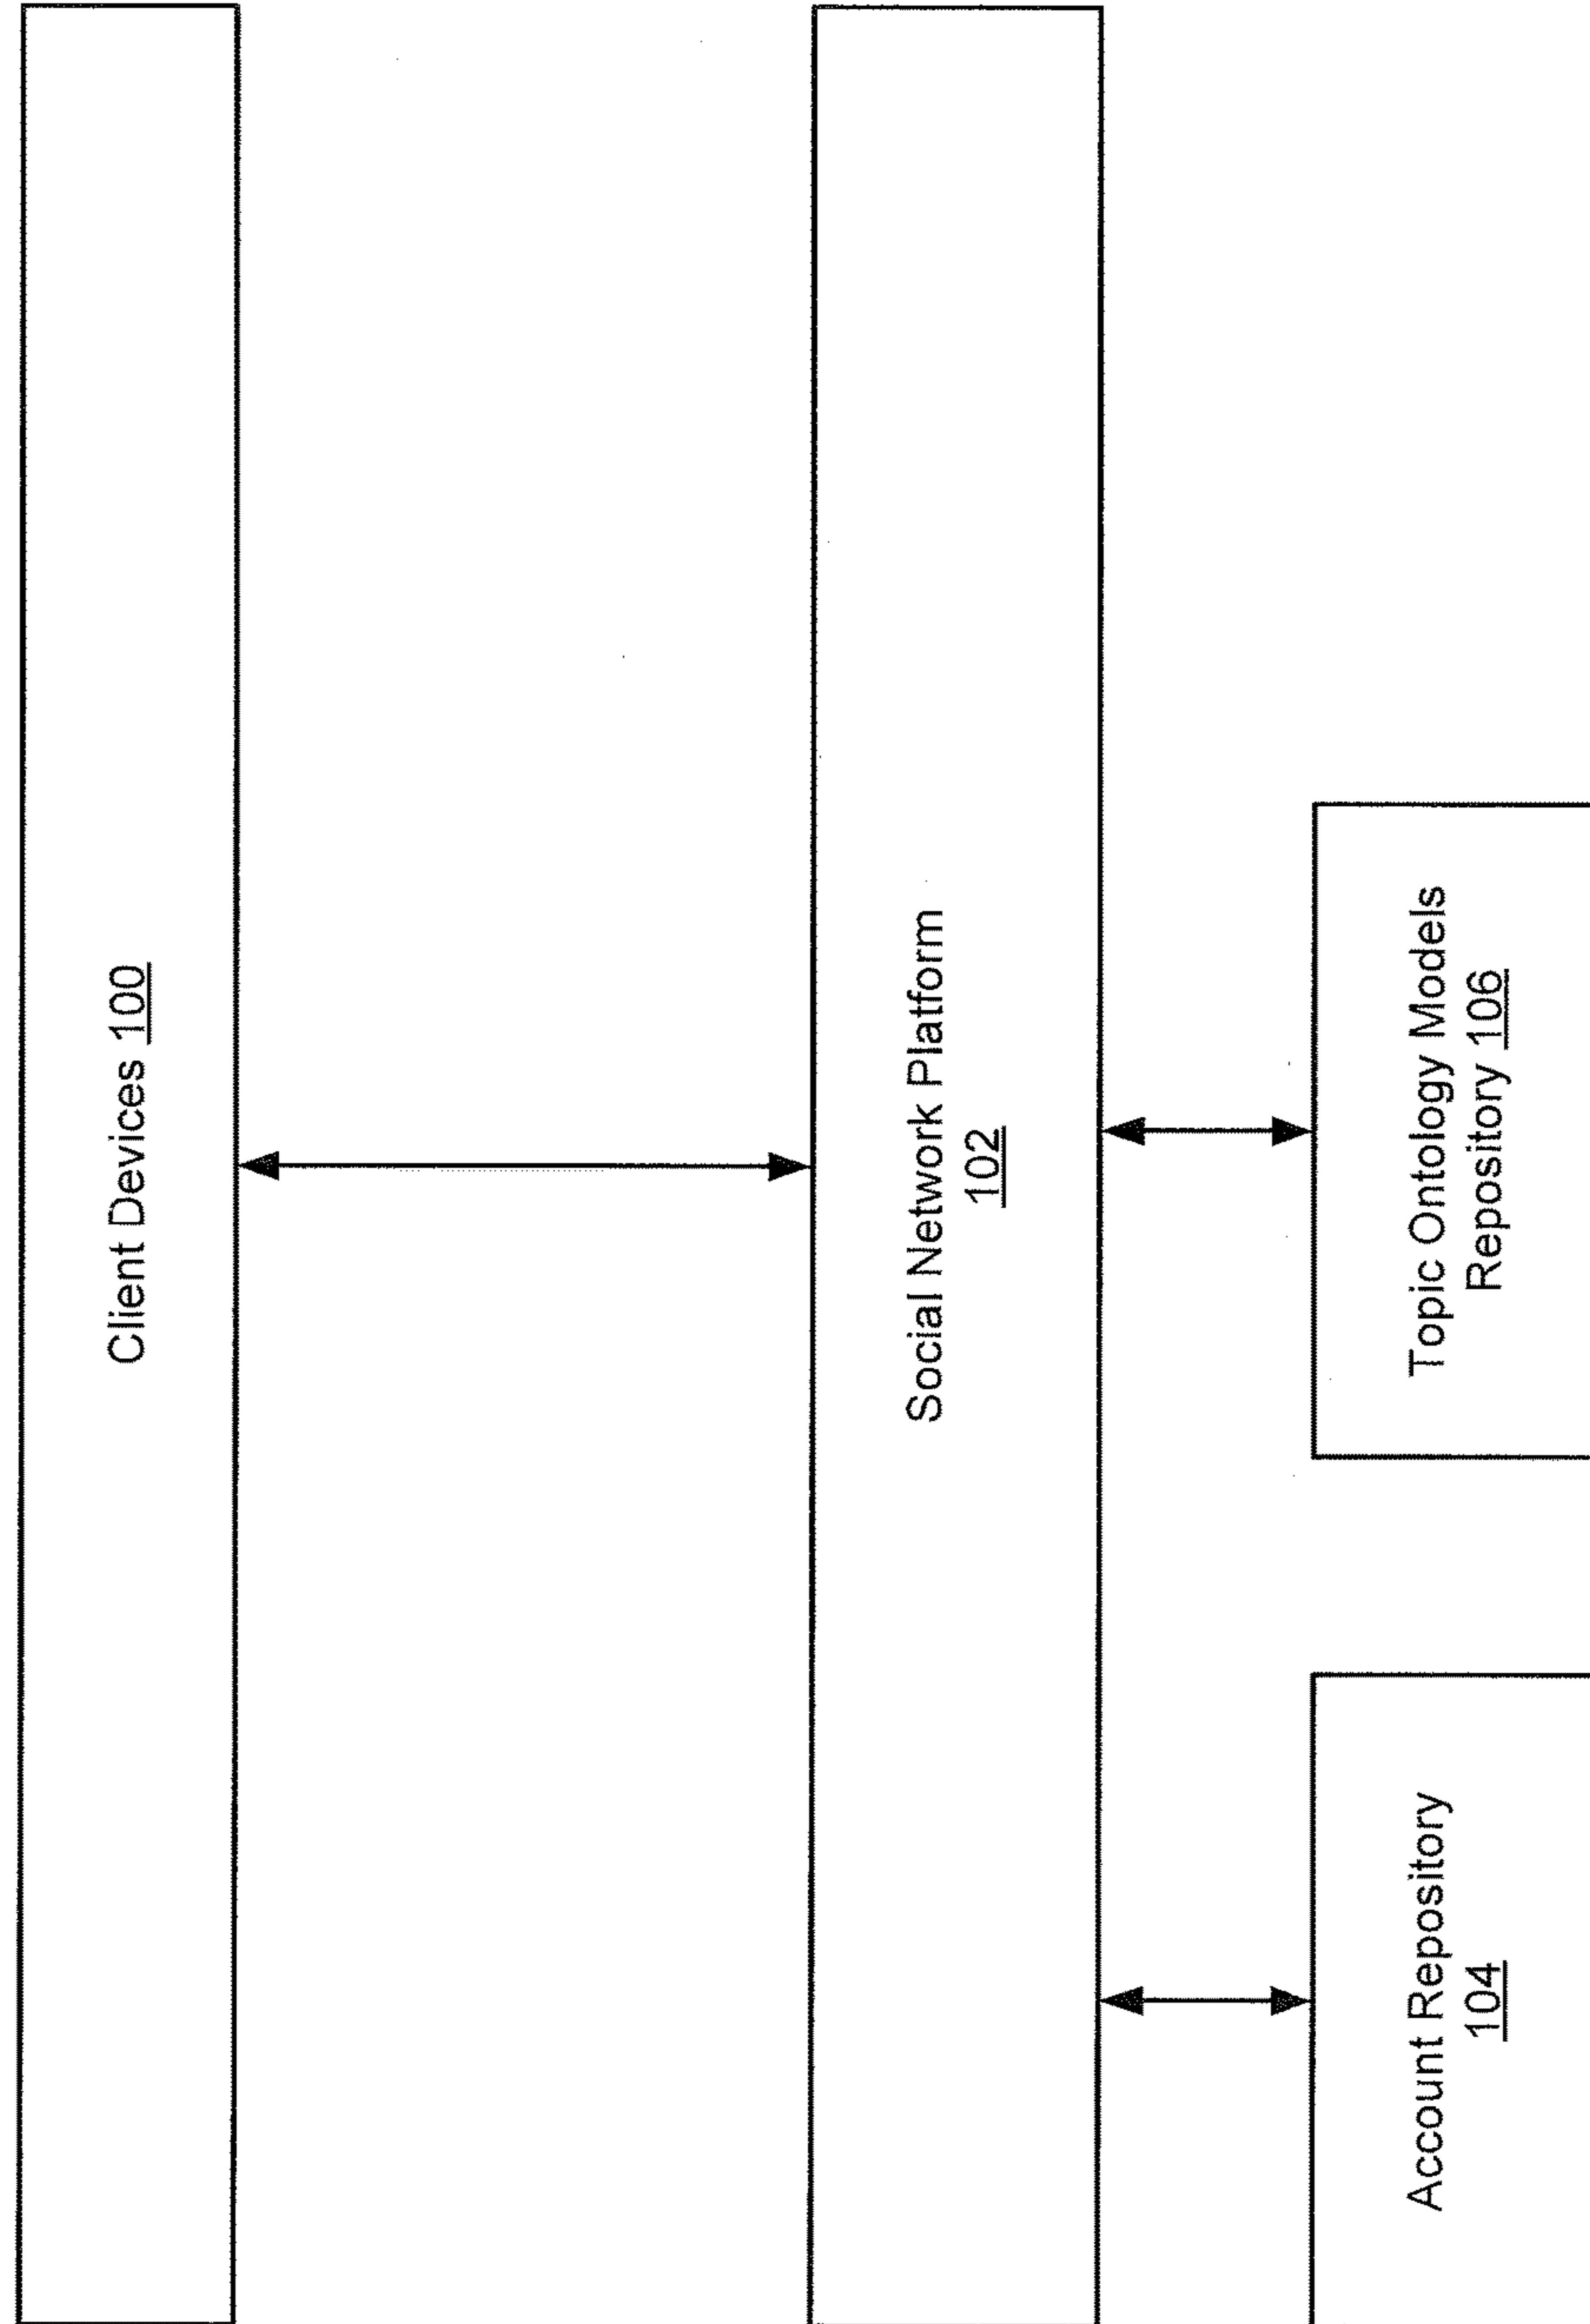 Client Devices 100
Social Network Platform
102
Account Repository
104
Topic Ontology Models
Repository 106